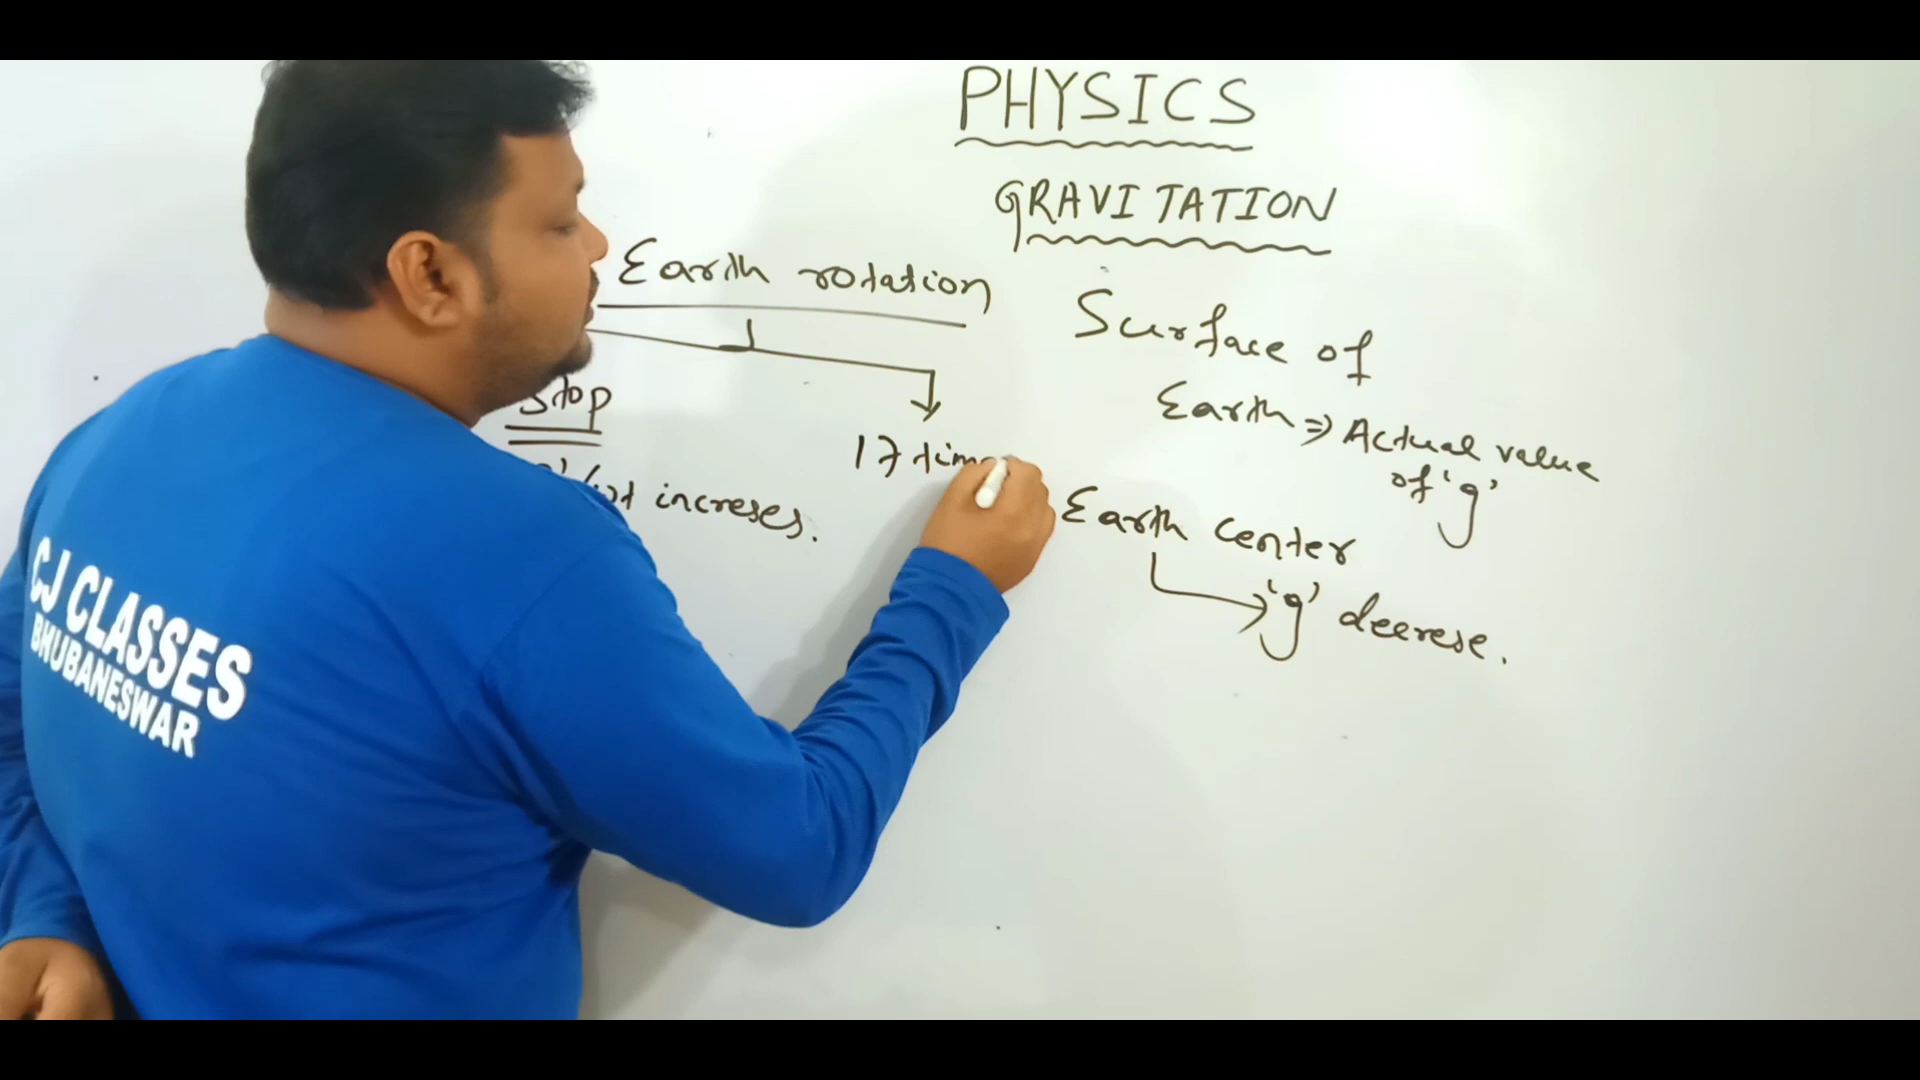 PHYSICS
GRAVITATION
Earth rotation
Stop
17 time
increses.
Surface of
Earth ⇒ Actual value
of 'g'
Earth center
'g' decrese.
CJ CLASSES
BHUBANESWAR